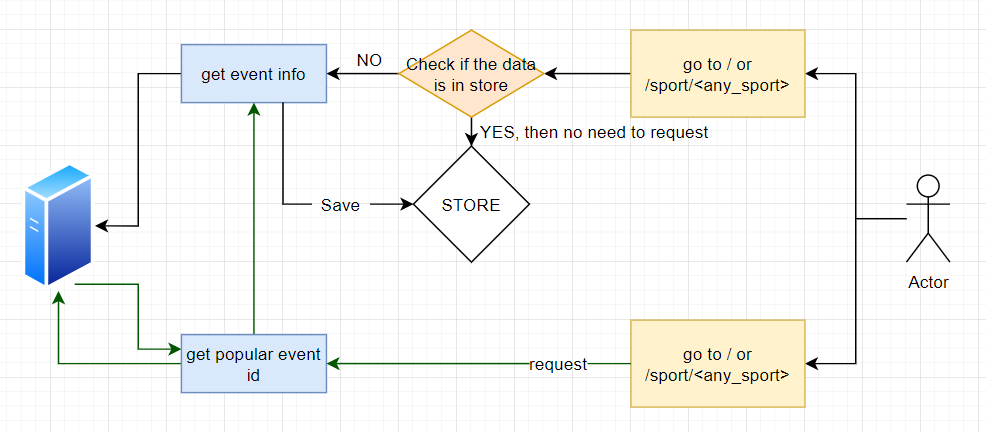 get event info
NO
Check if the data
is in store
go to / or
/sport/<any_sport>
YES, then no need to request
Save
STORE
Actor
get popular event
id
request
go to / or
/sport/<any_sport>